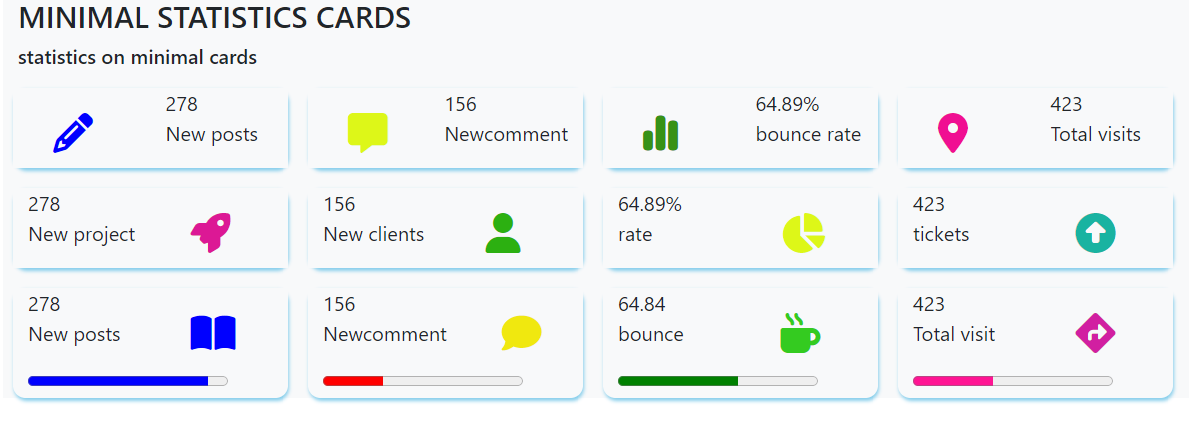 MINIMAL STATISTICS CARDS
statistics on minimal cards
278
New posts
156
Newcomment
64.89%
bounce rate
423
Total visits
278
New project
156
New clients
64.89%
rate
423
tickets
278
New posts
156
Newcomment
64.84
bounce
423
Total visit